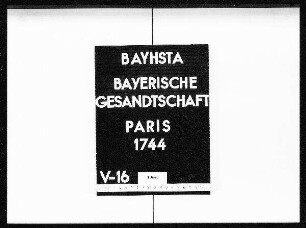 BAYHSTA
BAYERISCHE
GESANDTSCHAFT
PARIS
1744
V-16